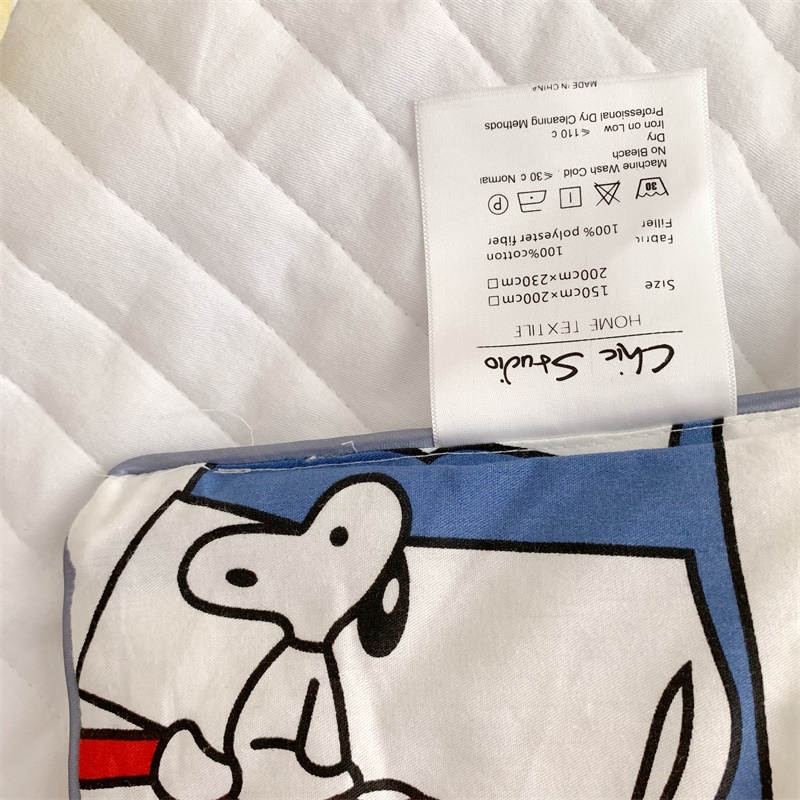 Chic Studio
HOME TEXTILE
Size 150cm×200cm □
200cm×230cm □
Fabric 100%cotton
Filler 100% polyester fiber
30 P
Machine Wash Cold ≤30 c Normal
No Bleach
Dry
Iron on Low ≤110 c
Professional Dry Cleaning Methods
MADE IN CHINA